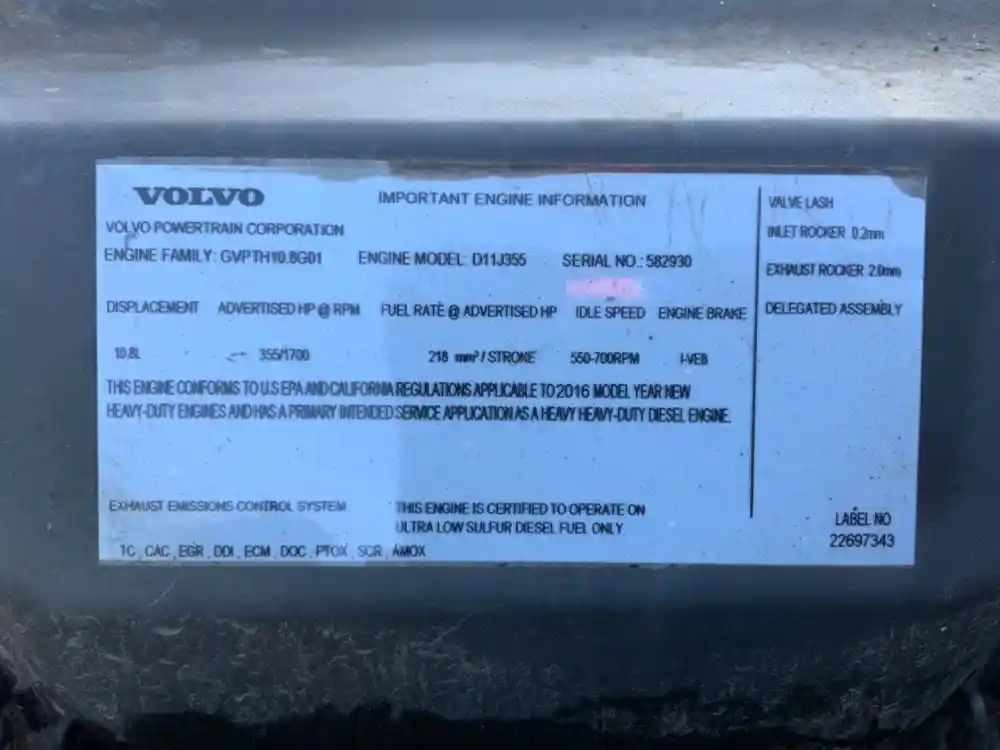 VOLVO IMPORTANT ENGINE INFORMATION
VOLVO POWERTRAIN CORPORATION
ENGINE FAMILY: GVPTH10.8G01 ENGINE MODEL: D11J355 SERIAL NO.: 582930
DISPLACEMENT ADVERTISED HP @ RPM FUEL RATE @ ADVERTISED HP IDLE SPEED ENGINE BRAKE
10.8L 355/1700 218 mm³ / STROKE 550-700RPM I-VEB
THIS ENGINE CONFORMS TO U.S EPA AND CALIFORNIA REGULATIONS APPLICABLE TO 2016 MODEL YEAR NEW
HEAVY-DUTY ENGINES AND HAS A PRIMARY INTENDED SERVICE APPLICATION AS A HEAVY HEAVY-DUTY DIESEL ENGINE.
EXHAUST EMISSIONS CONTROL SYSTEM
TC, CAC, EGR, DDI, ECM, DOC, PTOX, SCR, AMOX
THIS ENGINE IS CERTIFIED TO OPERATE ON
ULTRA LOW SULFUR DIESEL FUEL ONLY
VALVE LASH
INLET ROCKER 0.2mm
EXHAUST ROCKER 2.0mm
DELEGATED ASSEMBLY
LABEL NO
22697343